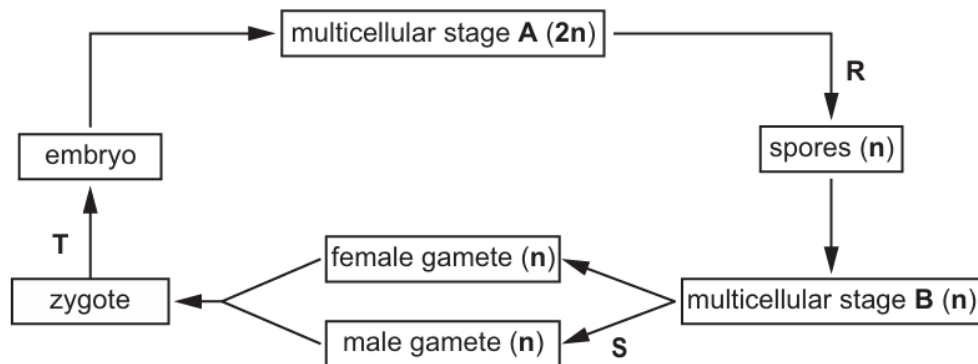 multicellular stage A (2n)
R
embryo
spores (n)
T
female gamete (n)
zygote
multicellular stage B (n)
male gamete (n)
S